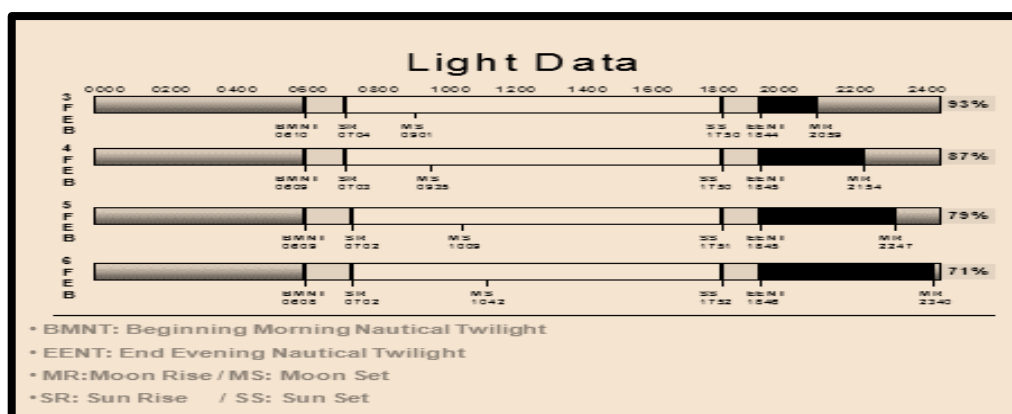 Light Data
0000 0200 0400 0600 0800 1000 1200 1400 1600 1800 2000 2200 2400
3 FEB 93%
BMNT SR MS SS EENT MR
0610 0704 0901 1750 1844 2059
4 FEB 87%
BMNT SR MS SS EENT MR
0609 0703 0935 1750 1845 2154
5 FEB 79%
BMNT SR MS SS EENT MR
0609 0702 1009 1751 1845 2247
6 FEB 71%
BMNT SR MS SS EENT MR
0608 0702 1042 1752 1846 2340
• BMNT: Beginning Morning Nautical Twilight
• EENT: End Evening Nautical Twilight
• MR:Moon Rise / MS: Moon Set
• SR: Sun Rise / SS: Sun Set